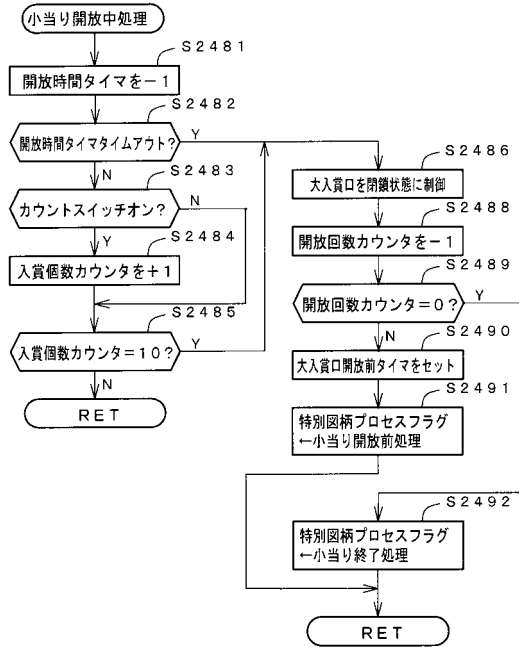 小当り開放中処理
S2481
開放時間タイマを－1
S2482
開放時間タイマタイムアウト？
Y
N
S2483
カウントスイッチオン？
N
Y
S2484
入賞個数カウンタを＋1
S2485
入賞個数カウンタ＝10？
Y
N
RET
S2486
大入賞口を閉鎖状態に制御
S2488
開放回数カウンタを－1
S2489
開放回数カウンタ＝0？
Y
N
S2490
大入賞口開放前タイマをセット
S2491
特別図柄プロセスフラグ
←小当り開放前処理
S2492
特別図柄プロセスフラグ
←小当り終了処理
RET